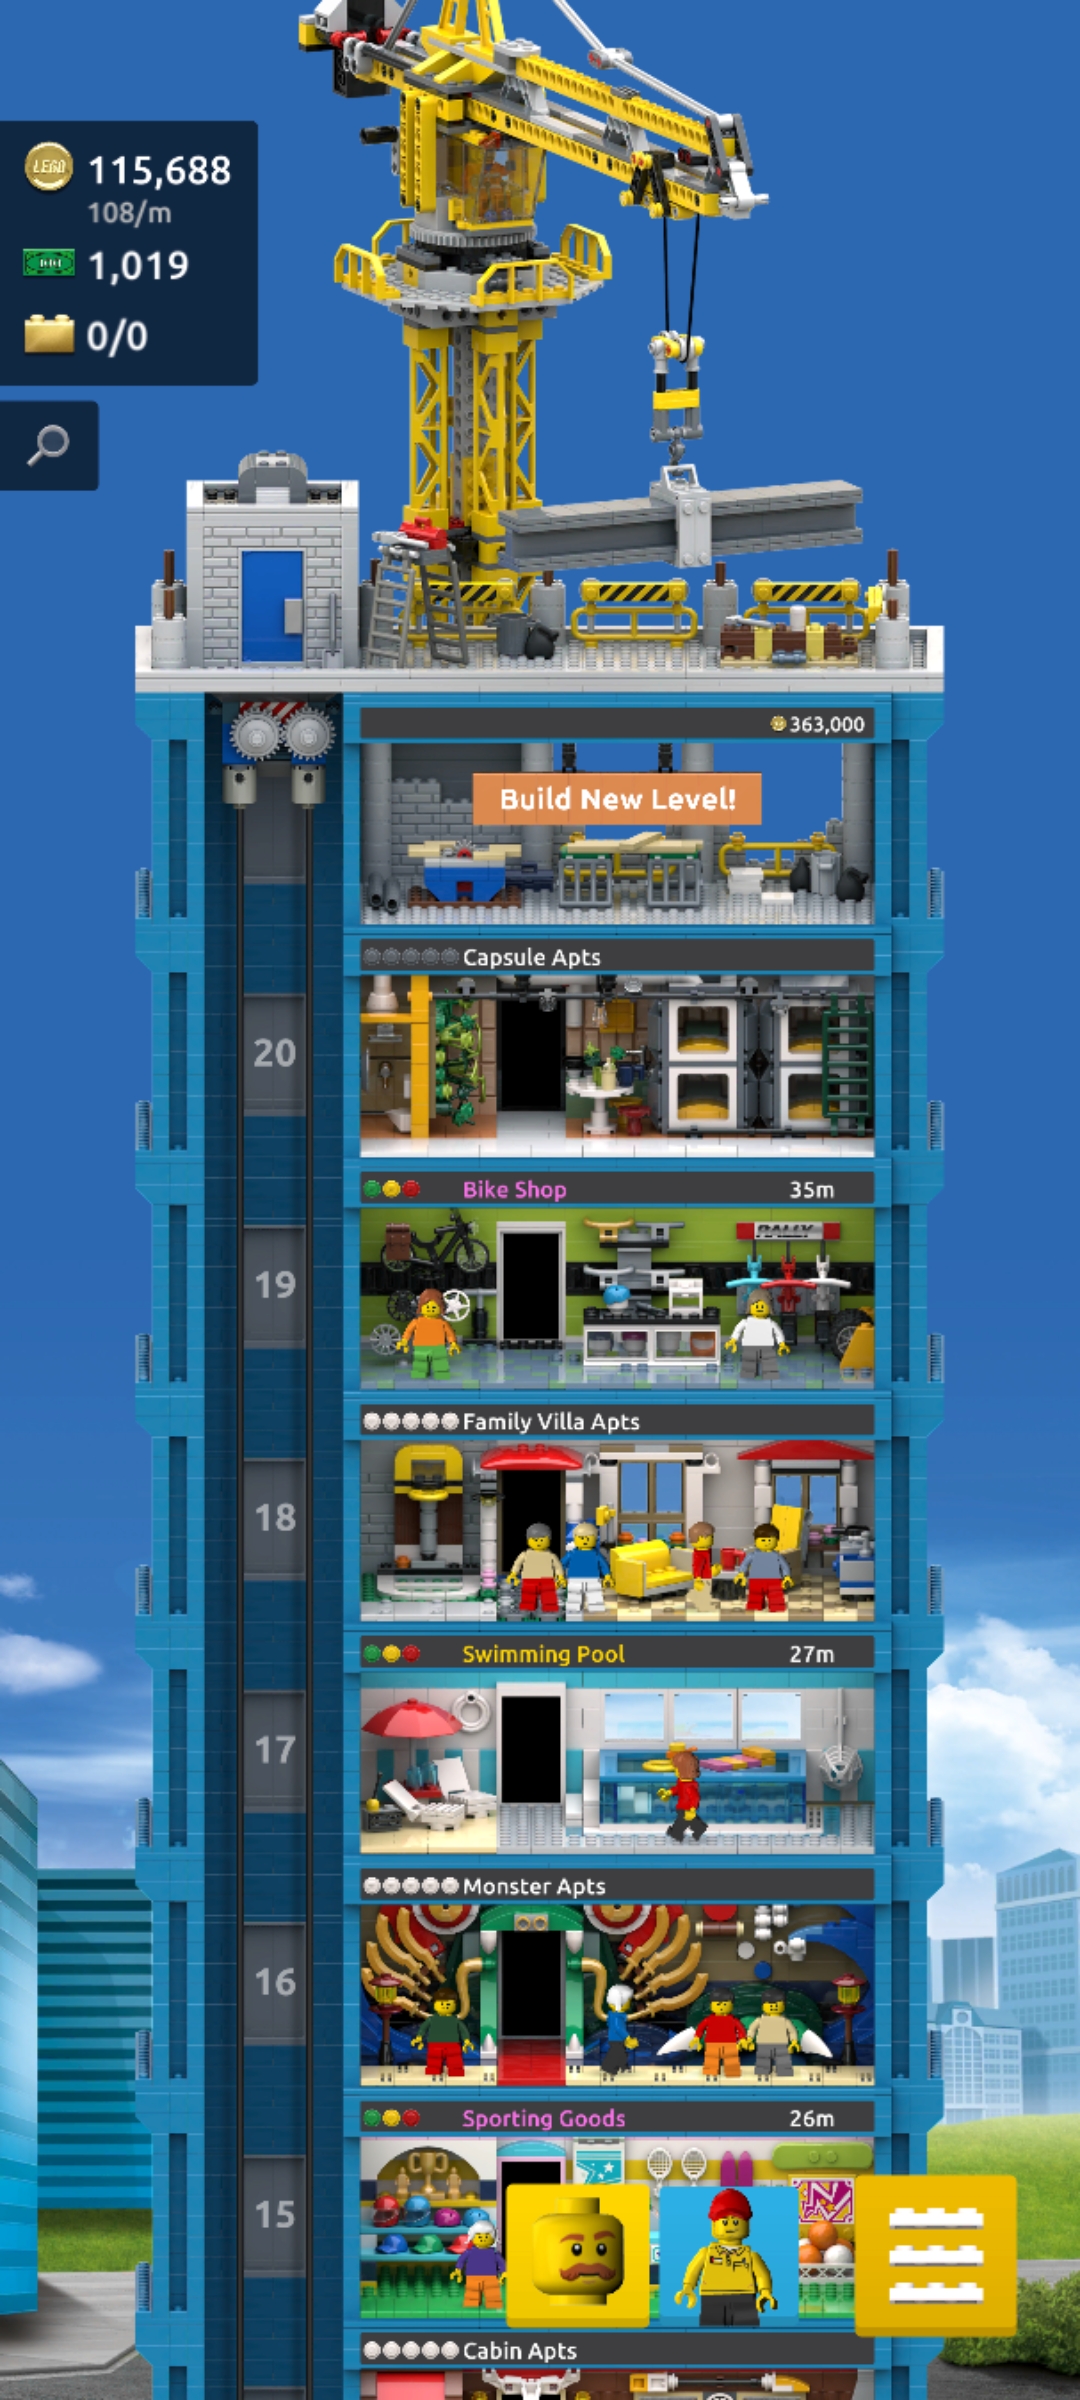 LEGO 115,688
108/m
1,019
0/0
363,000
Build New Level!
Capsule Apts
20
Bike Shop 35m
RALLY
19
Family Villa Apts
18
Swimming Pool 27m
17
Monster Apts
16
Sporting Goods 26m
15
Cabin Apts